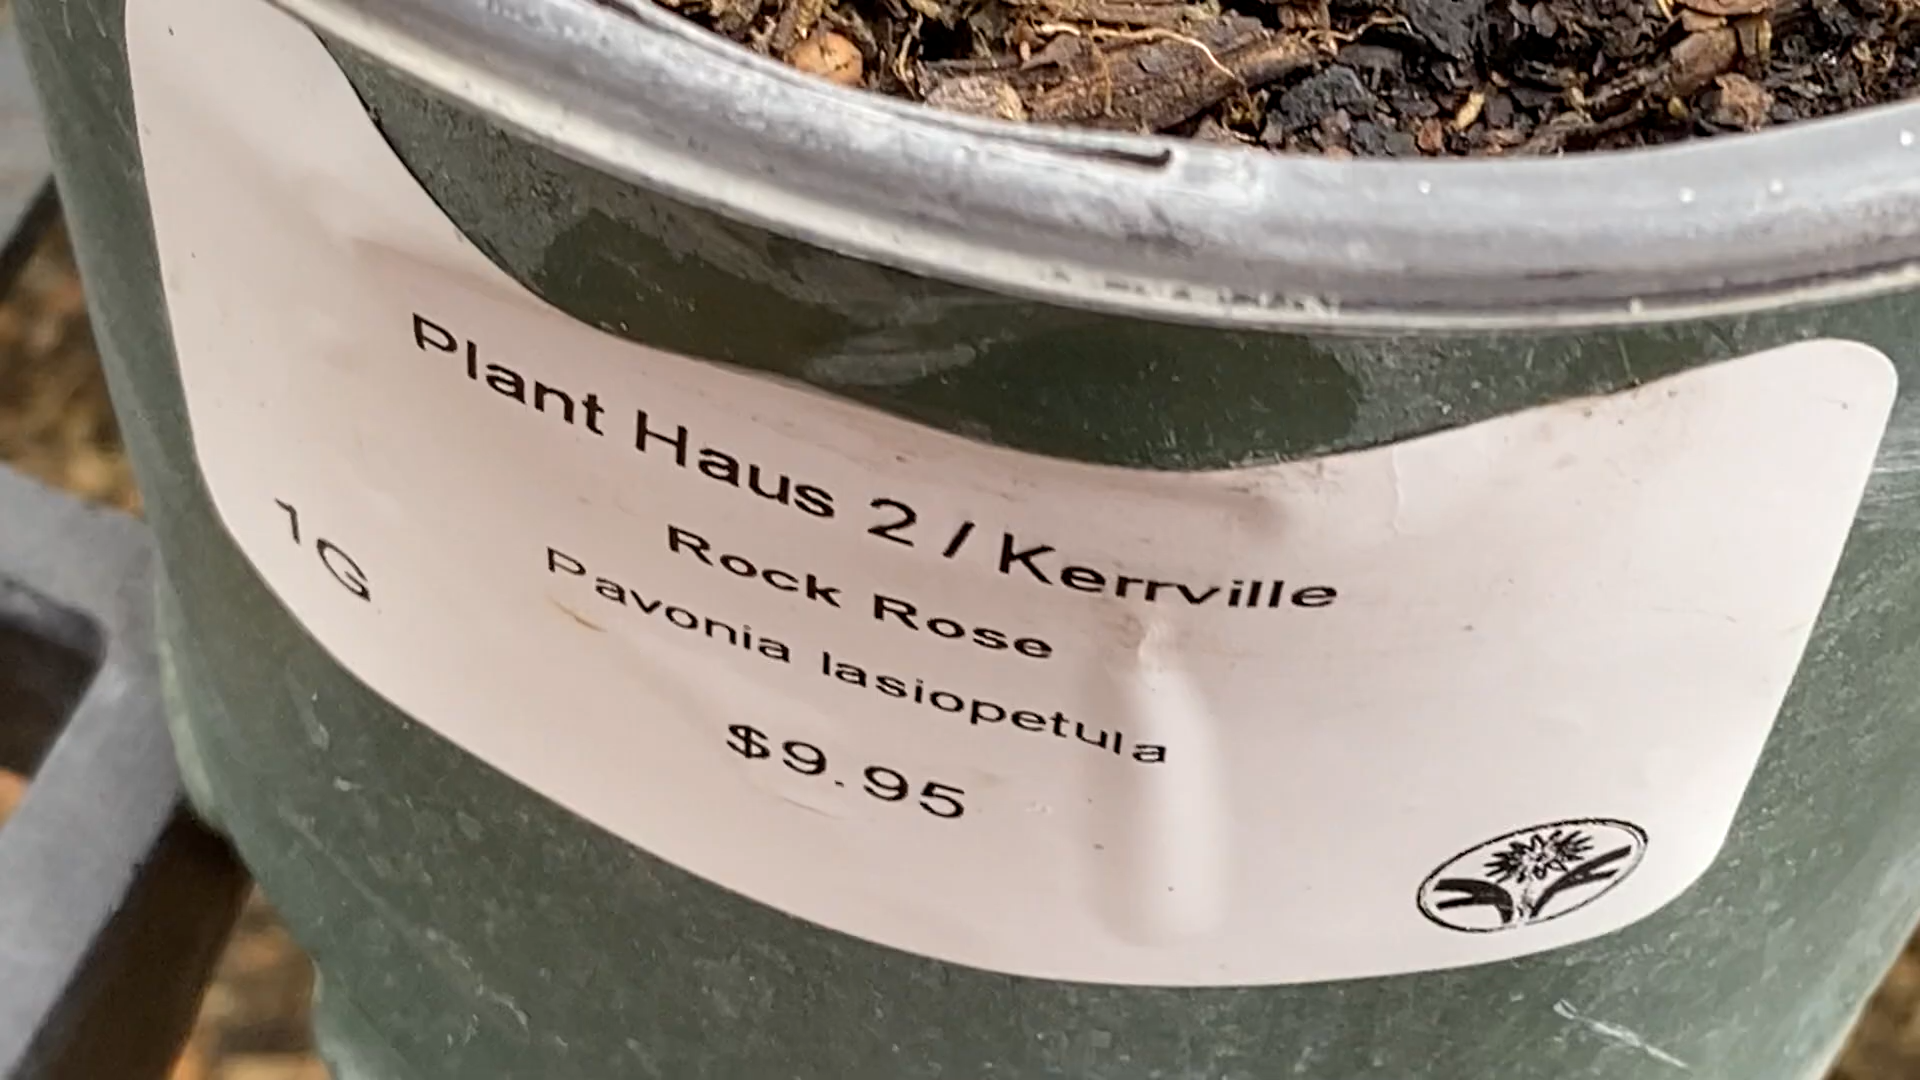 Plant Haus 2 / Kerrville
Rock Rose
1G
Pavonia lasiopetula
$9.95